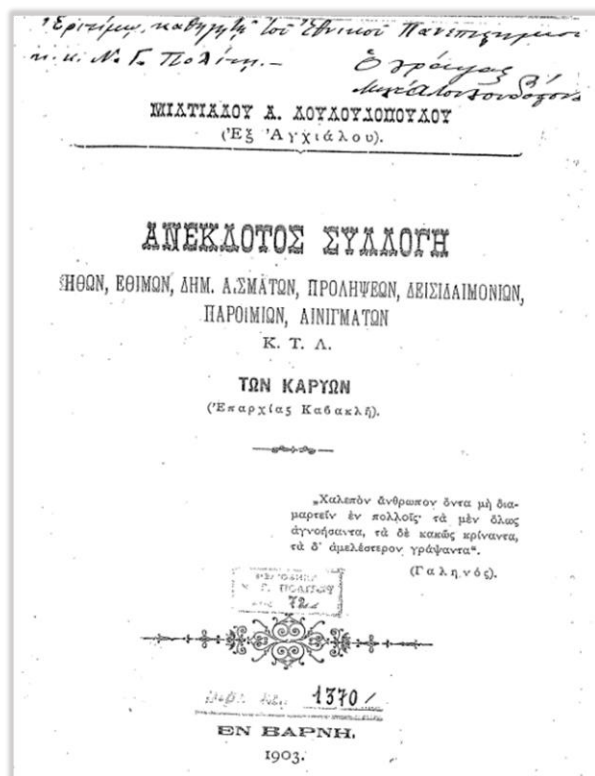 Ἐριτίμῳ καθηγητῇ τοῦ Ἐθνικοῦ Πανεπιστημίου
κ. κ. Ν. Γ. Πολίτῃ.—
Ὁ γράψας
ΜΙΛΤΙΑΔΟΥ Α. ΛΟΥΛΟΥΔΟΠΟΥΛΟΥ
(Ἐξ Ἀγχιάλου).
ΑΝΕΚΔΟΤΟΣ ΣΥΛΛΟΓΗ
ΗΘΩΝ, ΕΘΙΜΩΝ, ΔΗΜ. ΑΣΜΑΤΩΝ, ΠΡΟΛΗΨΕΩΝ, ΔΕΙΣΙΔΑΙΜΟΝΙΩΝ,
ΠΑΡΟΙΜΙΩΝ, ΑΙΝΙΓΜΑΤΩΝ
Κ. Τ. Λ.
ΤΩΝ ΚΑΡΥΩΝ
(Ἐπαρχίας Καβακλῆ).
„Χαλεπὸν ἄνθρωπον ὄντα μὴ δια-
μαρτεῖν ἐν πολλοῖς· τὰ μὲν ὅλως
ἀγνοήσαντα, τὰ δὲ κακῶς κρίναντα,
τὰ δ' ἀμελέστερον γράψαντα“.
(Γαληνός).
Ν. Γ. ΠΟΛΙΤΟΥ
72
1370
ΕΝ ΒΑΡΝΗ,
1903.